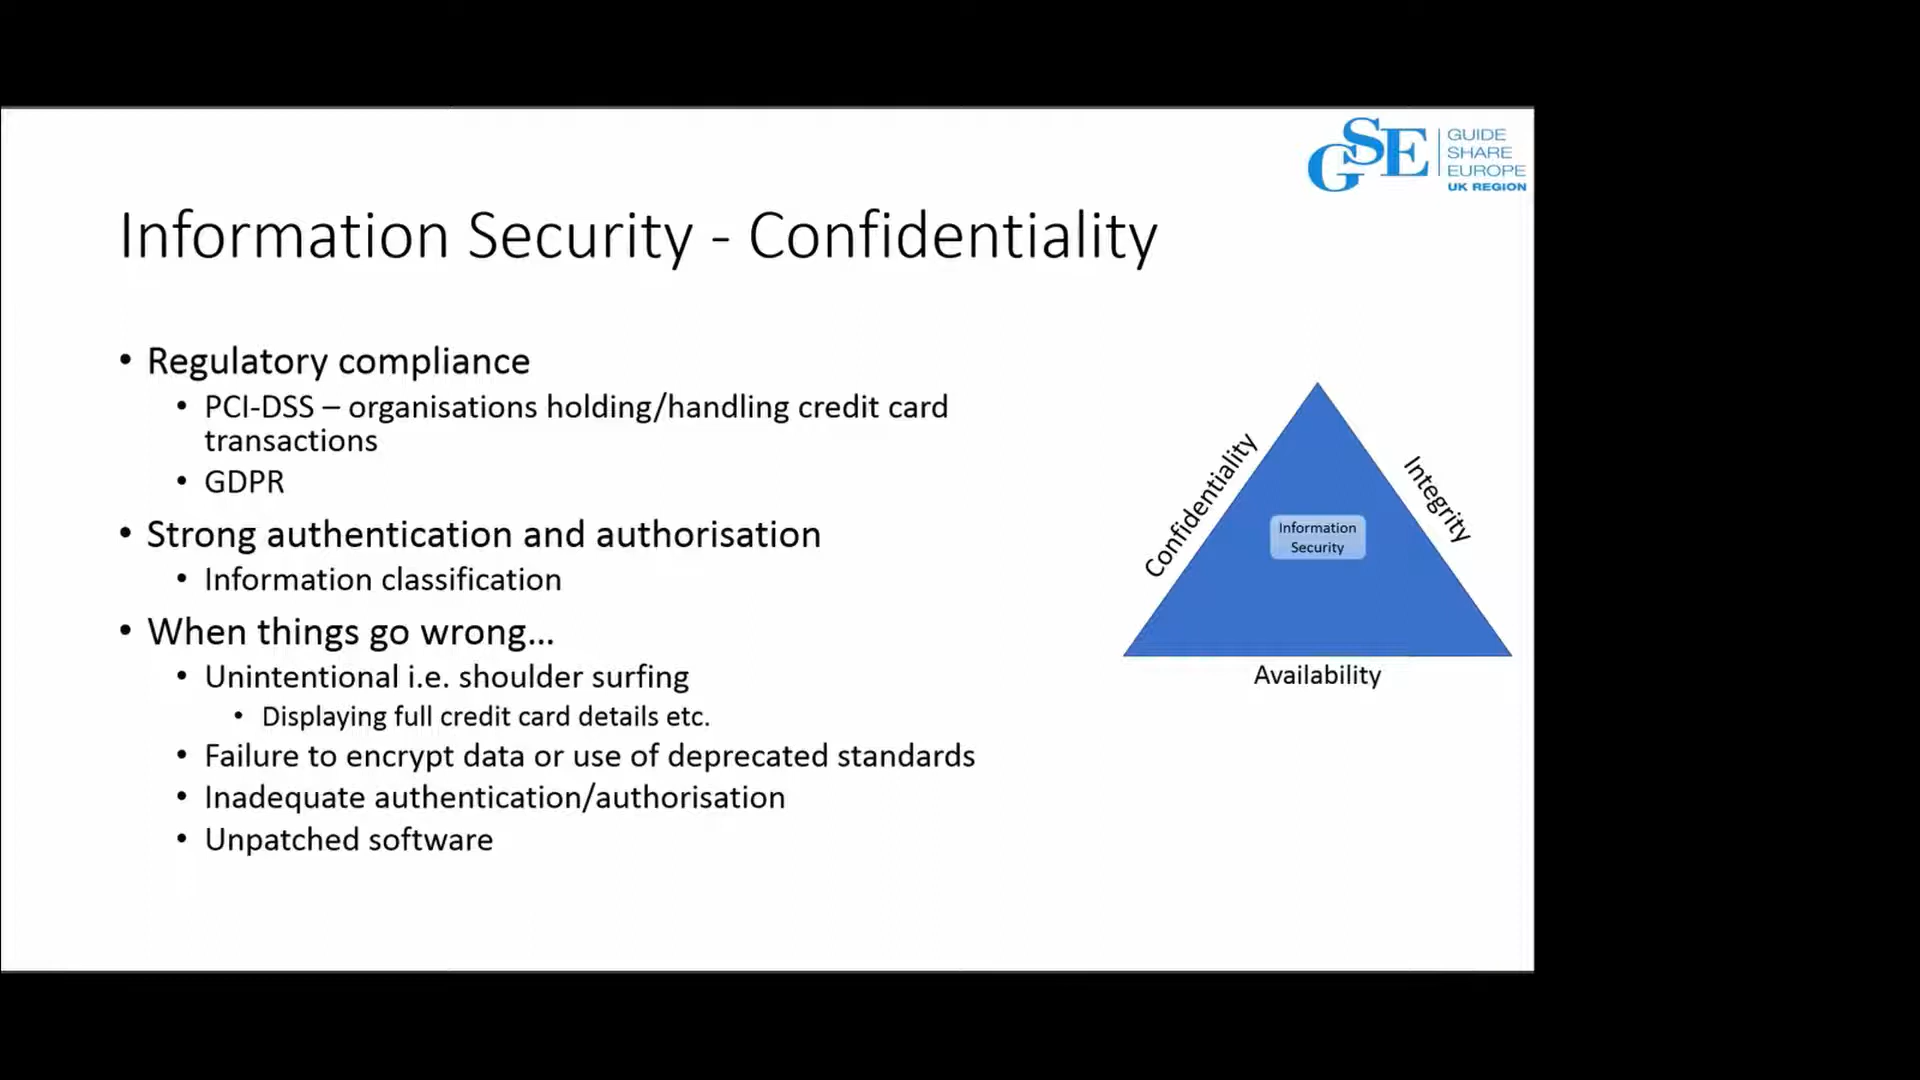 GSE
GUIDE
SHARE
EUROPE
UK REGION
Information Security - Confidentiality
• Regulatory compliance
• PCI-DSS – organisations holding/handling credit card
transactions
• GDPR
• Strong authentication and authorisation
• Information classification
• When things go wrong...
• Unintentional i.e. shoulder surfing
• Displaying full credit card details etc.
• Failure to encrypt data or use of deprecated standards
• Inadequate authentication/authorisation
• Unpatched software
Confidentiality
Integrity
Information
Security
Availability